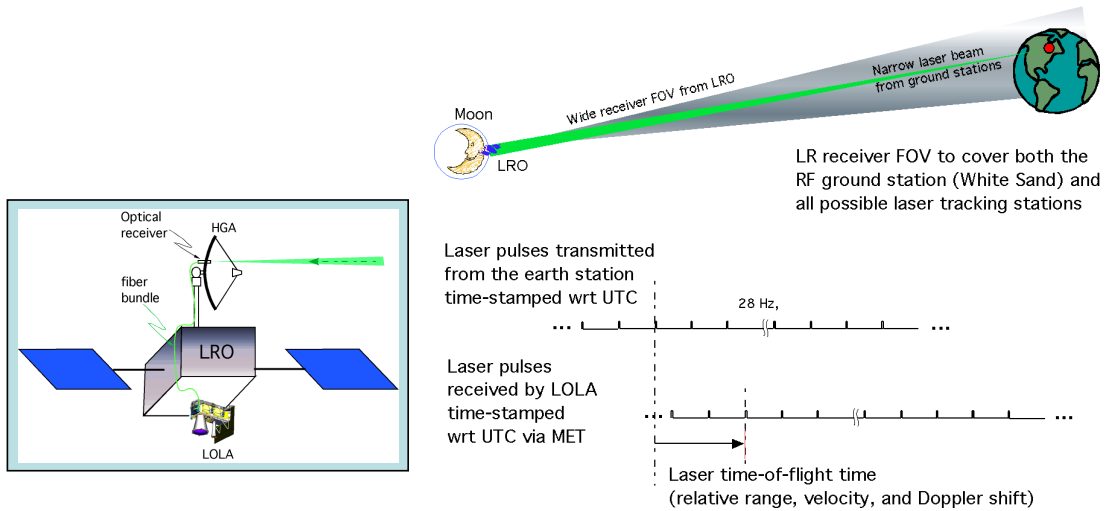 Narrow laser beam
from ground stations
Wide receiver FOV from LRO
Moon
LRO
LR receiver FOV to cover both the
RF ground station (White Sand) and
all possible laser tracking stations
Optical
receiver
HGA
fiber
bundle
LRO
LOLA
Laser pulses transmitted
from the earth station
time-stamped wrt UTC
28 Hz,
...
...
Laser pulses
received by LOLA
time-stamped
wrt UTC via MET
...
...
Laser time-of-flight time
(relative range, velocity, and Doppler shift)